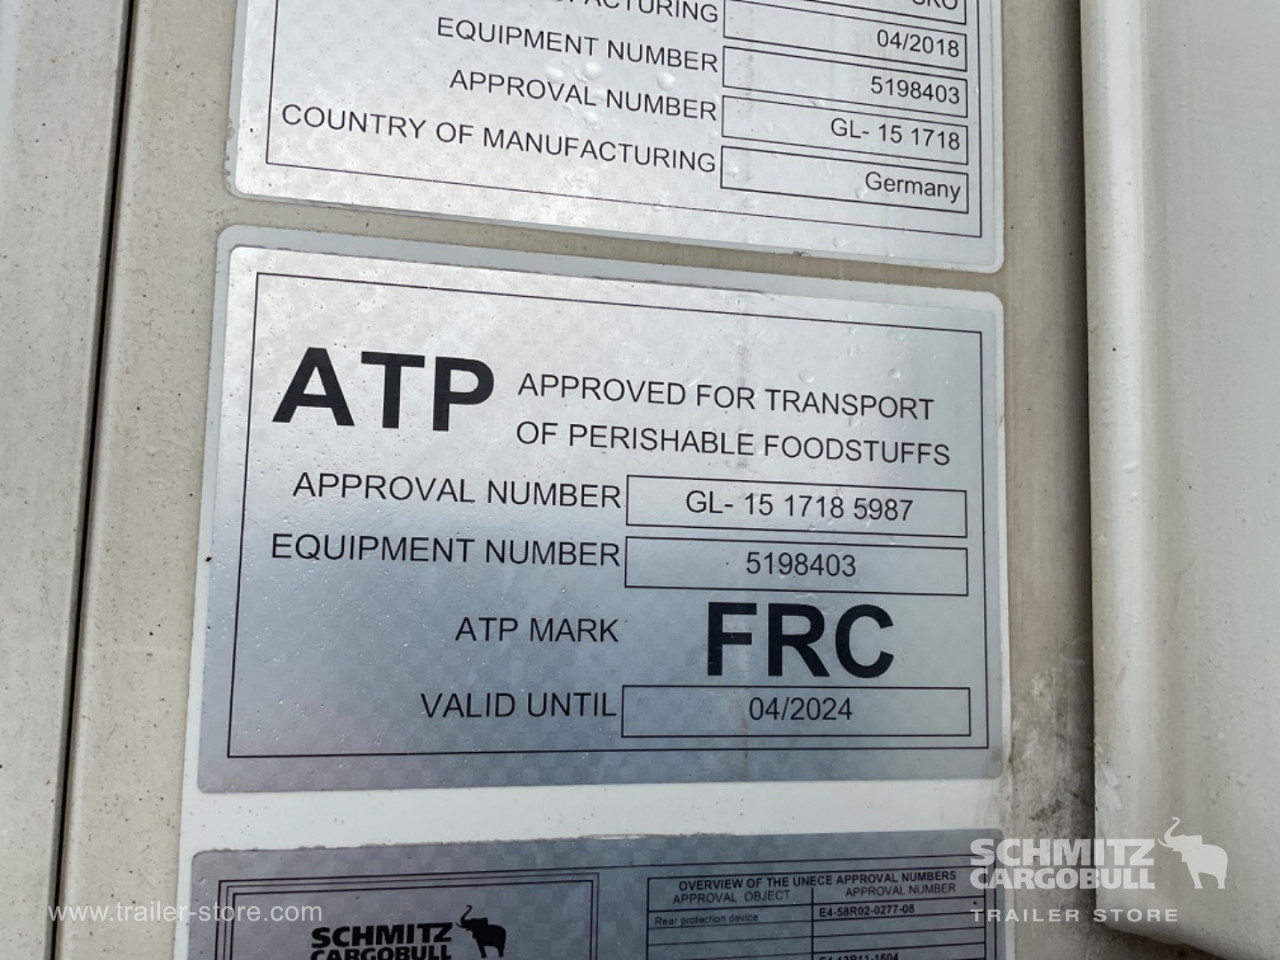 MANUFACTURING 04/2018
EQUIPMENT NUMBER 5198403
APPROVAL NUMBER GL- 15 1718
COUNTRY OF MANUFACTURING Germany
ATP APPROVED FOR TRANSPORT
OF PERISHABLE FOODSTUFFS
APPROVAL NUMBER GL- 15 1718 5987
EQUIPMENT NUMBER 5198403
ATP MARK FRC
VALID UNTIL 04/2024
SCHMITZ
CARGOBULL
OVERVIEW OF THE UNECE APPROVAL NUMBERS
APPROVAL OBJECT APPROVAL NUMBER
Rear protection device E4-58R02-0277-08
www.trailer-store.com
SCHMITZ
CARGOBULL
TRAILER STORE